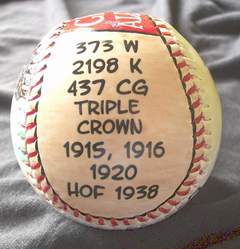 373 W
2198 K
437 CG
TRIPLE
CROWN
1915, 1916
1920
HOF 1938